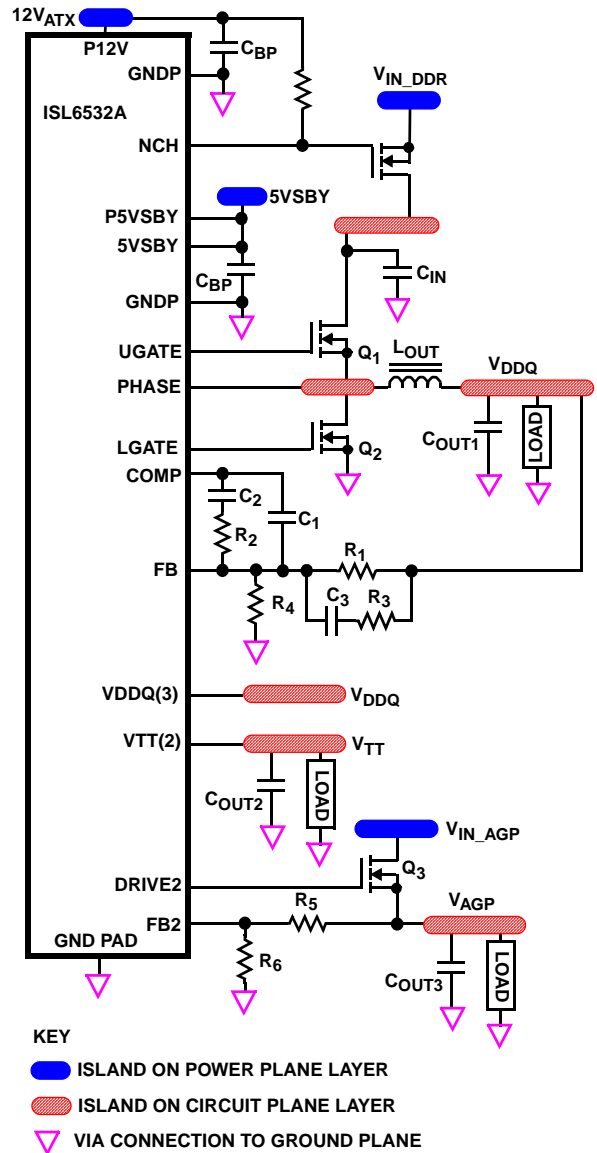 12VATX
P12V
CBP
GNDP
VIN_DDR
ISL6532A
NCH
5VSBY
P5VSBY
5VSBY
CBP
CIN
GNDP
UGATE
Q1
LOUT
PHASE
VDDQ
LGATE
Q2
COUT1
LOAD
COMP
C2
C1
R2
R1
FB
C3
R3
R4
VDDQ(3)
VDDQ
VTT(2)
VTT
COUT2
LOAD
VIN_AGP
Q3
DRIVE2
R5
VAGP
FB2
GND PAD
R6
COUT3
LOAD
KEY
ISLAND ON POWER PLANE LAYER
ISLAND ON CIRCUIT PLANE LAYER
VIA CONNECTION TO GROUND PLANE